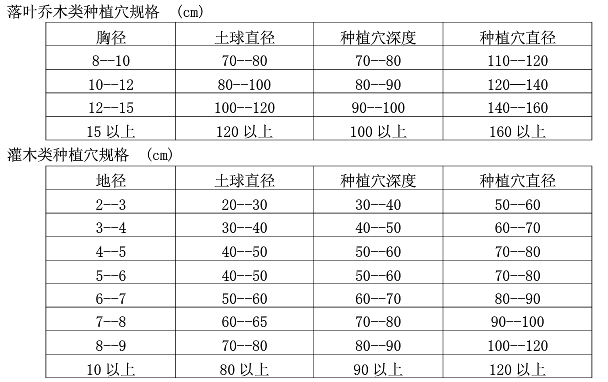 落叶乔木类种植穴规格 (cm)
胸径 土球直径 种植穴深度 种植穴直径
8--10 70--80 70--80 110--120
10--12 80--100 80--90 120--140
12--15 100--120 90--100 140--160
15 以上 120 以上 100 以上 160 以上
灌木类种植穴规格 (cm)
地径 土球直径 种植穴深度 种植穴直径
2--3 20--30 30--40 50--60
3--4 30--40 40--50 60--70
4--5 40--50 50--60 70--80
5--6 40--50 50--60 70--80
6--7 50--60 60--70 80--90
7--8 60--65 70--80 90--100
8--9 70--80 80--90 100--120
10 以上 80 以上 90 以上 120 以上